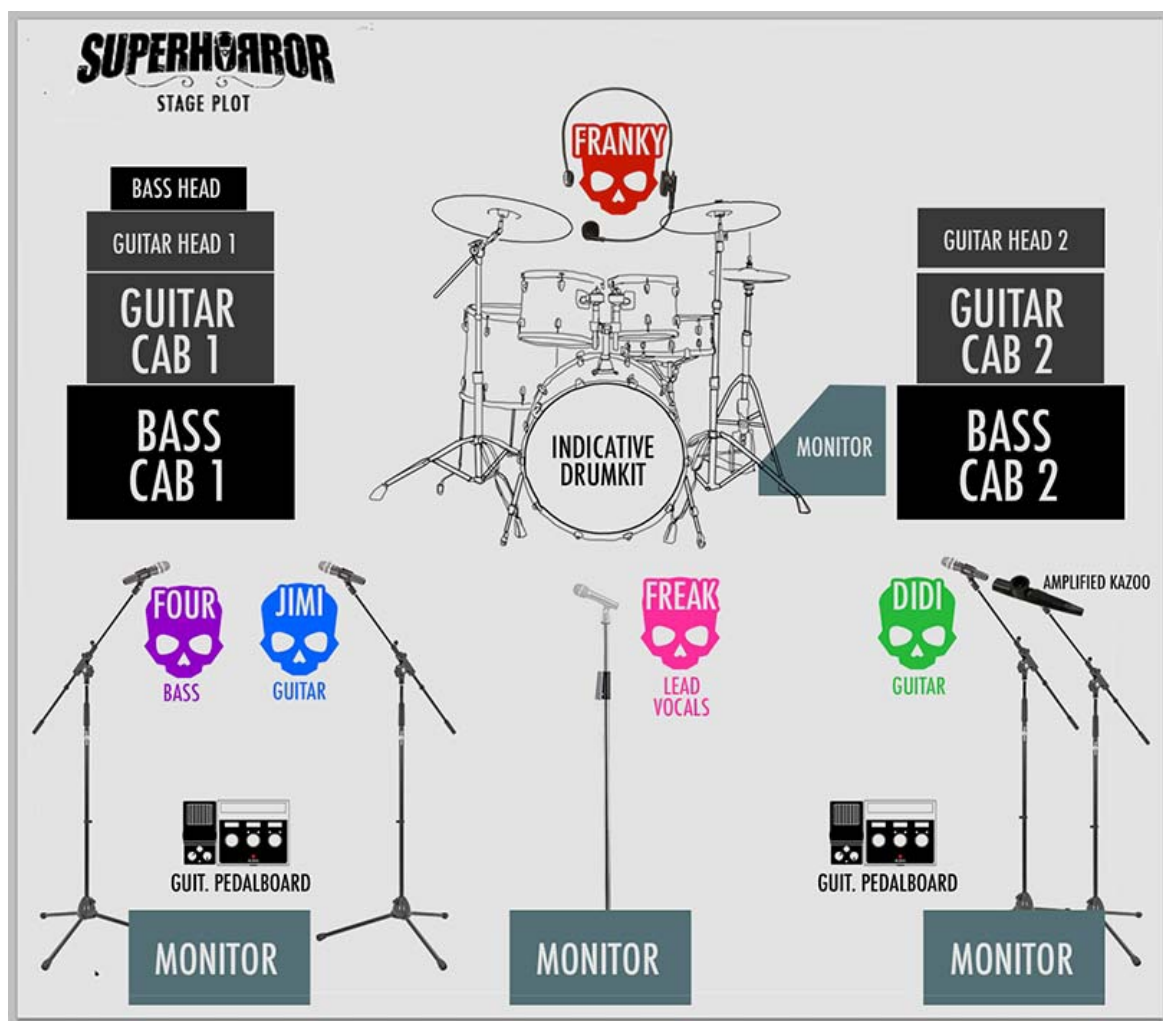 SUPERHORROR
STAGE PLOT
FRANKY
BASS HEAD
GUITAR HEAD 1
GUITAR
CAB 1
BASS
CAB 1
INDICATIVE
DRUMKIT
MONITOR
GUITAR HEAD 2
GUITAR
CAB 2
BASS
CAB 2
FOUR
BASS
JIMI
GUITAR
FREAK
LEAD
VOCALS
DIDI
GUITAR
AMPLIFIED KAZOO
GUIT. PEDALBOARD
GUIT. PEDALBOARD
MONITOR
MONITOR
MONITOR